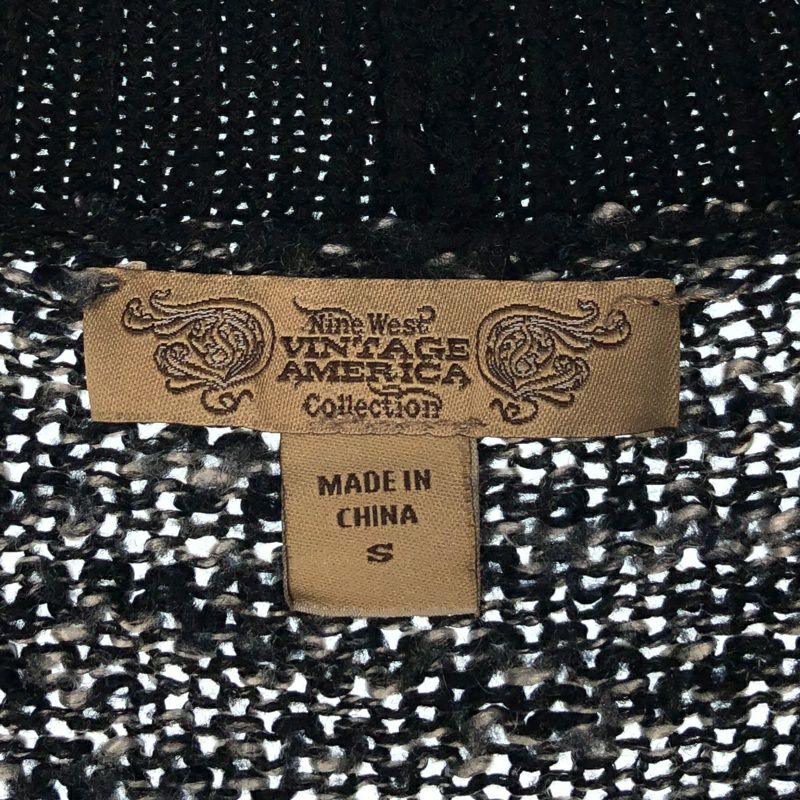 Nine West
VINTAGE
AMERICA
Collection
MADE IN
CHINA
S